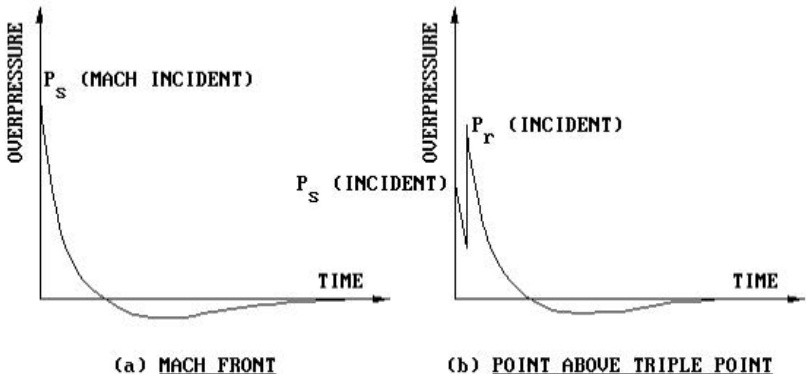 OVERPRESSURE
P_s (MACH INCIDENT)
TIME
(a) MACH FRONT
OVERPRESSURE
P_r (INCIDENT)
P_s (INCIDENT)
TIME
(b) POINT ABOVE TRIPLE POINT